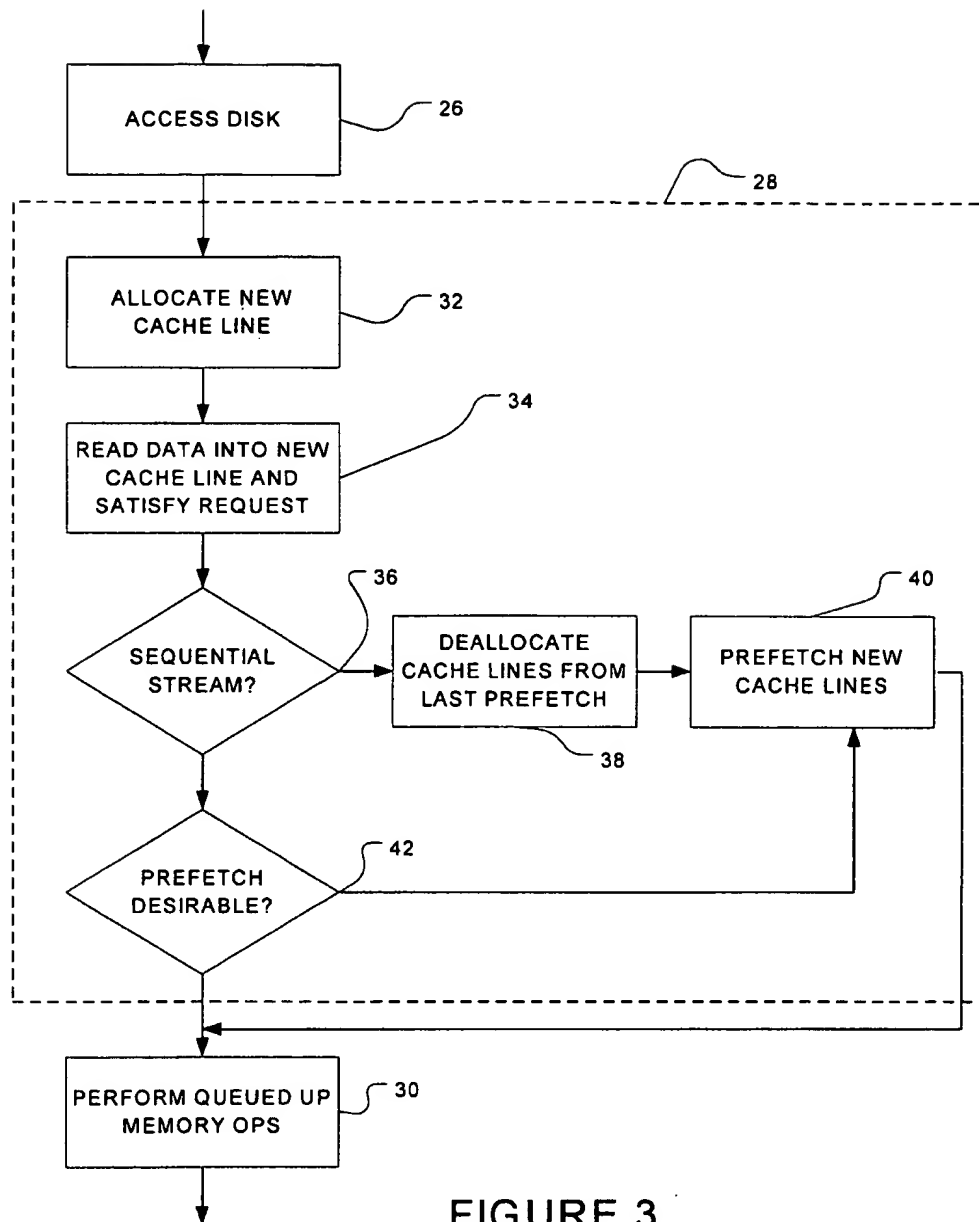 ACCESS DISK
26
28
ALLOCATE NEW
CACHE LINE
32
34
READ DATA INTO NEW
CACHE LINE AND
SATISFY REQUEST
36
40
SEQUENTIAL
STREAM?
DEALLOCATE
CACHE LINES FROM
LAST PREFETCH
PREFETCH NEW
CACHE LINES
38
42
PREFETCH
DESIRABLE?
PERFORM QUEUED UP
MEMORY OPS
30
FIGURE 3